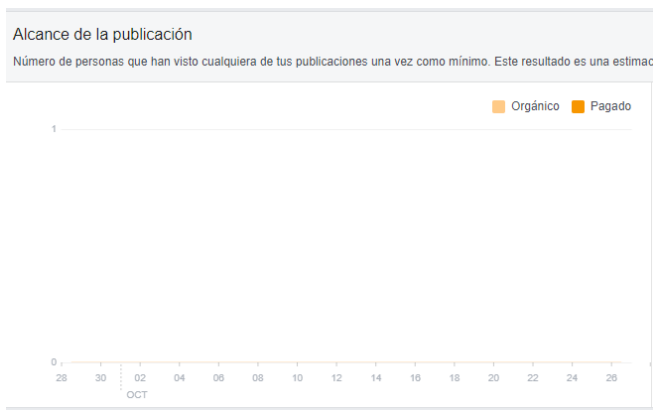 Alcance de la publicación
Número de personas que han visto cualquiera de tus publicaciones una vez como mínimo. Este resultado es una estimac
Orgánico Pagado
1
0
28 30 02 04 06 08 10 12 14 16 18 20 22 24 26
OCT